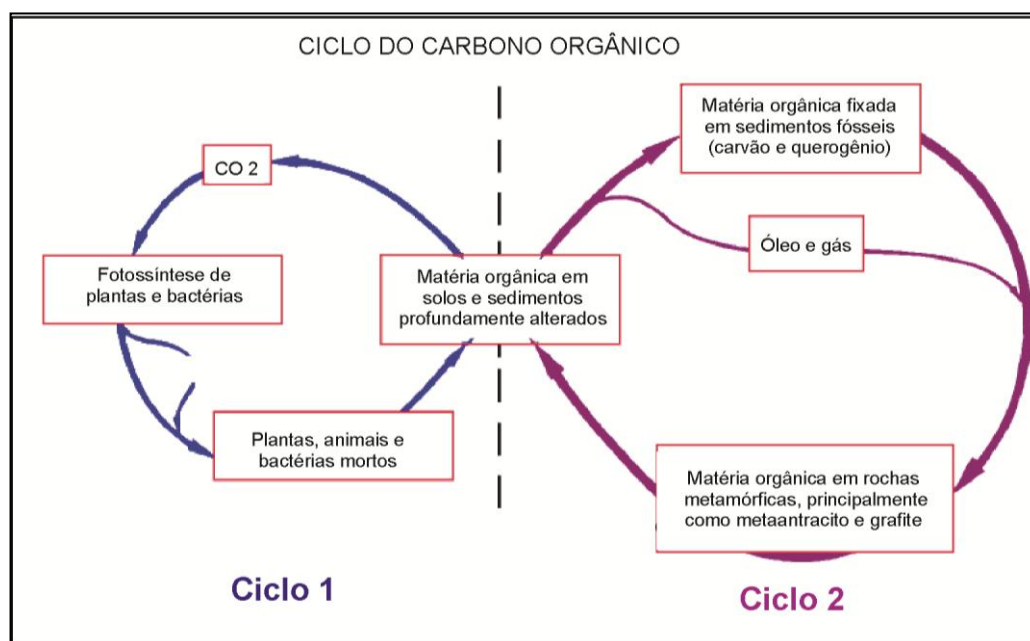 CICLO DO CARBONO ORGÂNICO
CO 2
Fotossíntese de
plantas e bactérias
Plantas, animais e
bactérias mortos
Matéria orgânica em
solos e sedimentos
profundamente alterados
Matéria orgânica fixada
em sedimentos fósseis
(carvão e querogênio)
Óleo e gás
Matéria orgânica em rochas
metamórficas, principalmente
como metaantracito e grafite
Ciclo 1
Ciclo 2